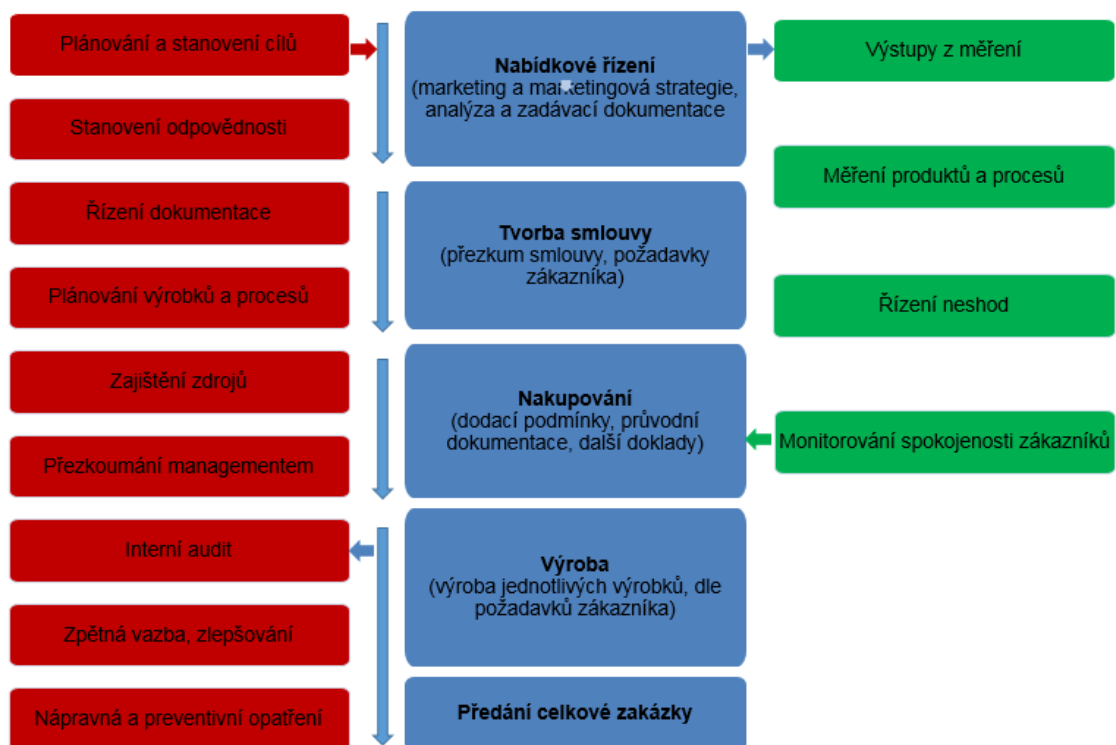 Plánování a stanovení cílů
Stanovení odpovědnosti
Řízení dokumentace
Plánování výrobků a procesů
Zajištění zdrojů
Přezkoumání managementem
Interní audit
Zpětná vazba, zlepšování
Nápravná a preventivní opatření
Nabídkové řízení
(marketing a marketingová strategie,
analýza a zadávací dokumentace
Tvorba smlouvy
(přezkum smlouvy, požadavky
zákazníka)
Nakupování
(dodací podmínky, průvodní
dokumentace, další doklady)
Výroba
(výroba jednotlivých výrobků, dle
požadavků zákazníka)
Předání celkové zakázky
Výstupy z měření
Měření produktů a procesů
Řízení neshod
Monitorování spokojenosti zákazníků